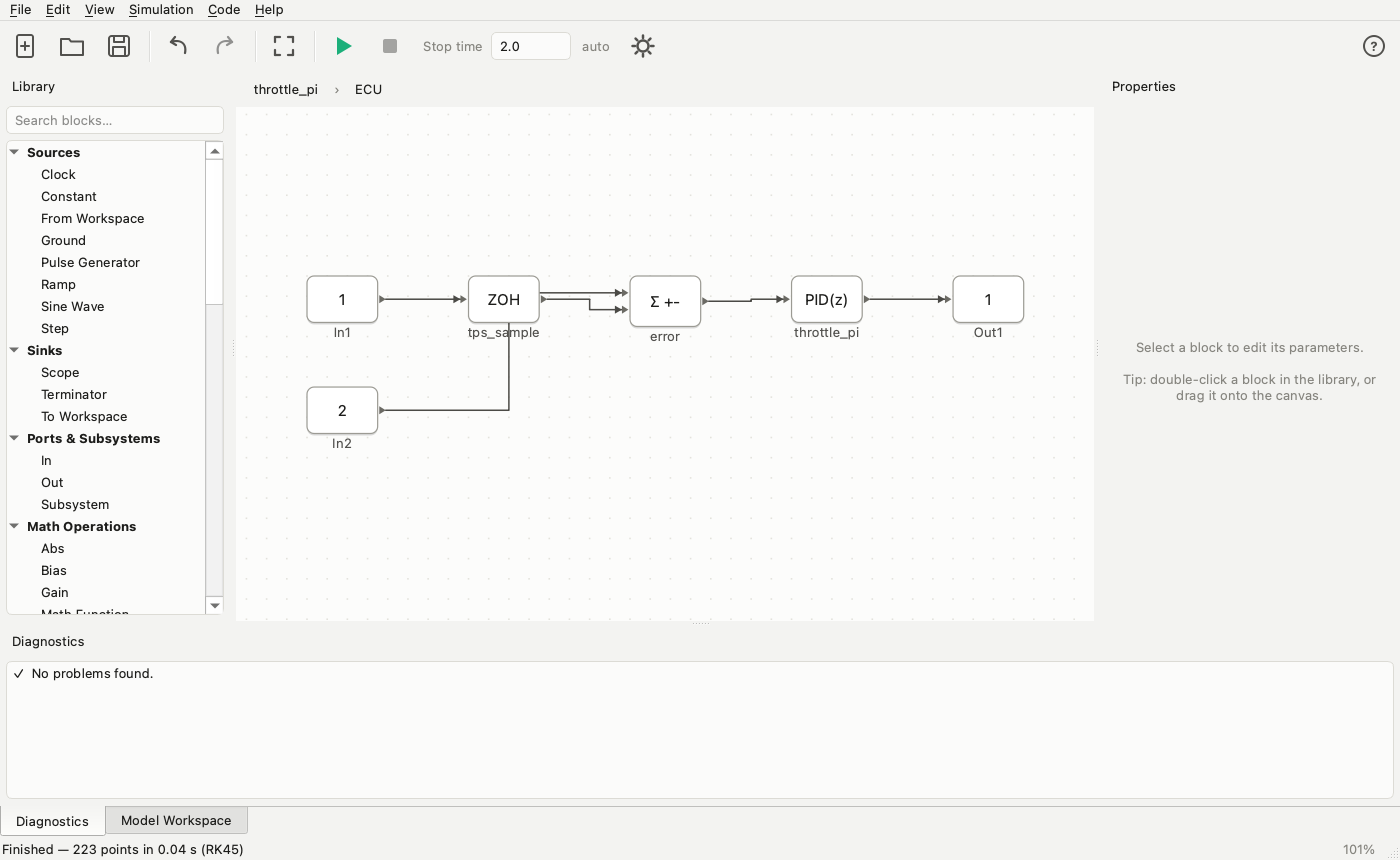 File Edit View Simulation Code Help
Stop time 2.0 auto
Library
throttle_pi › ECU
Properties
Search blocks...
Sources
Clock
Constant
From Workspace
Ground
Pulse Generator
Ramp
Sine Wave
Step
Sinks
Scope
Terminator
To Workspace
Ports & Subsystems
In
Out
Subsystem
Math Operations
Abs
Bias
Gain
Math Function
1
In1
ZOH
tps_sample
Σ +-
error
PID(z)
throttle_pi
1
Out1
2
In2
Select a block to edit its parameters.
Tip: double-click a block in the library, or
drag it onto the canvas.
Diagnostics
✓ No problems found.
Diagnostics Model Workspace
Finished — 223 points in 0.04 s (RK45) 101%